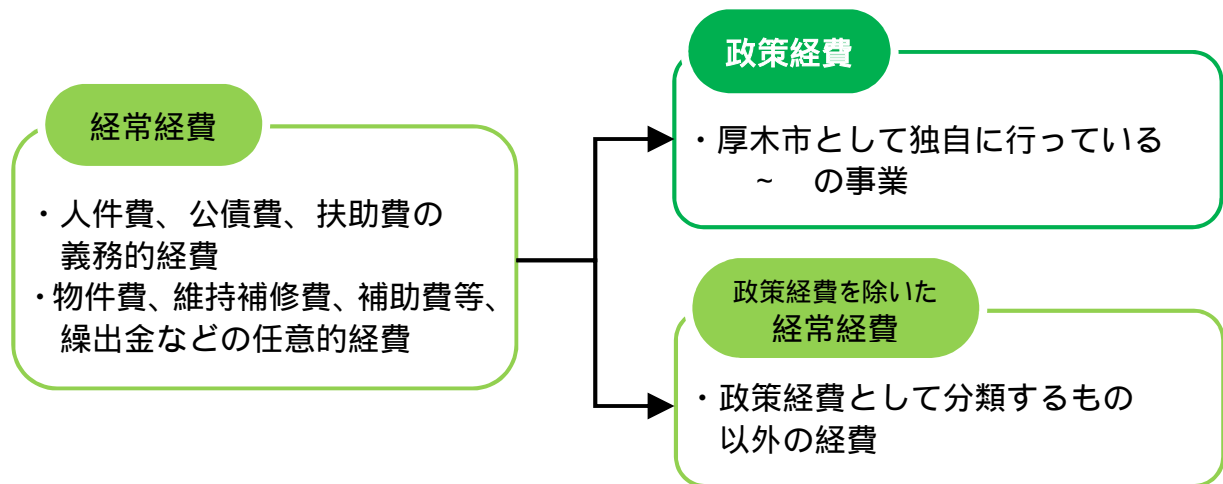 経常経費
・人件費、公債費、扶助費の
義務的経費
・物件費、維持補修費、補助費等、
繰出金などの任意的経費
政策経費
・厚木市として独自に行っている
~ の事業
政策経費を除いた
経常経費
・政策経費として分類するもの
以外の経費